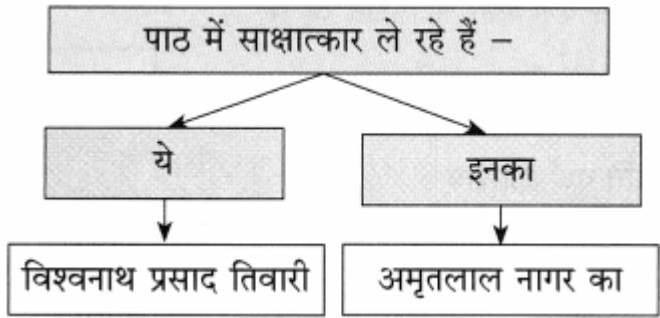 पाठ में साक्षात्कार ले रहे हैं –
ये
इनका
विश्वनाथ प्रसाद तिवारी
अमृतलाल नागर का